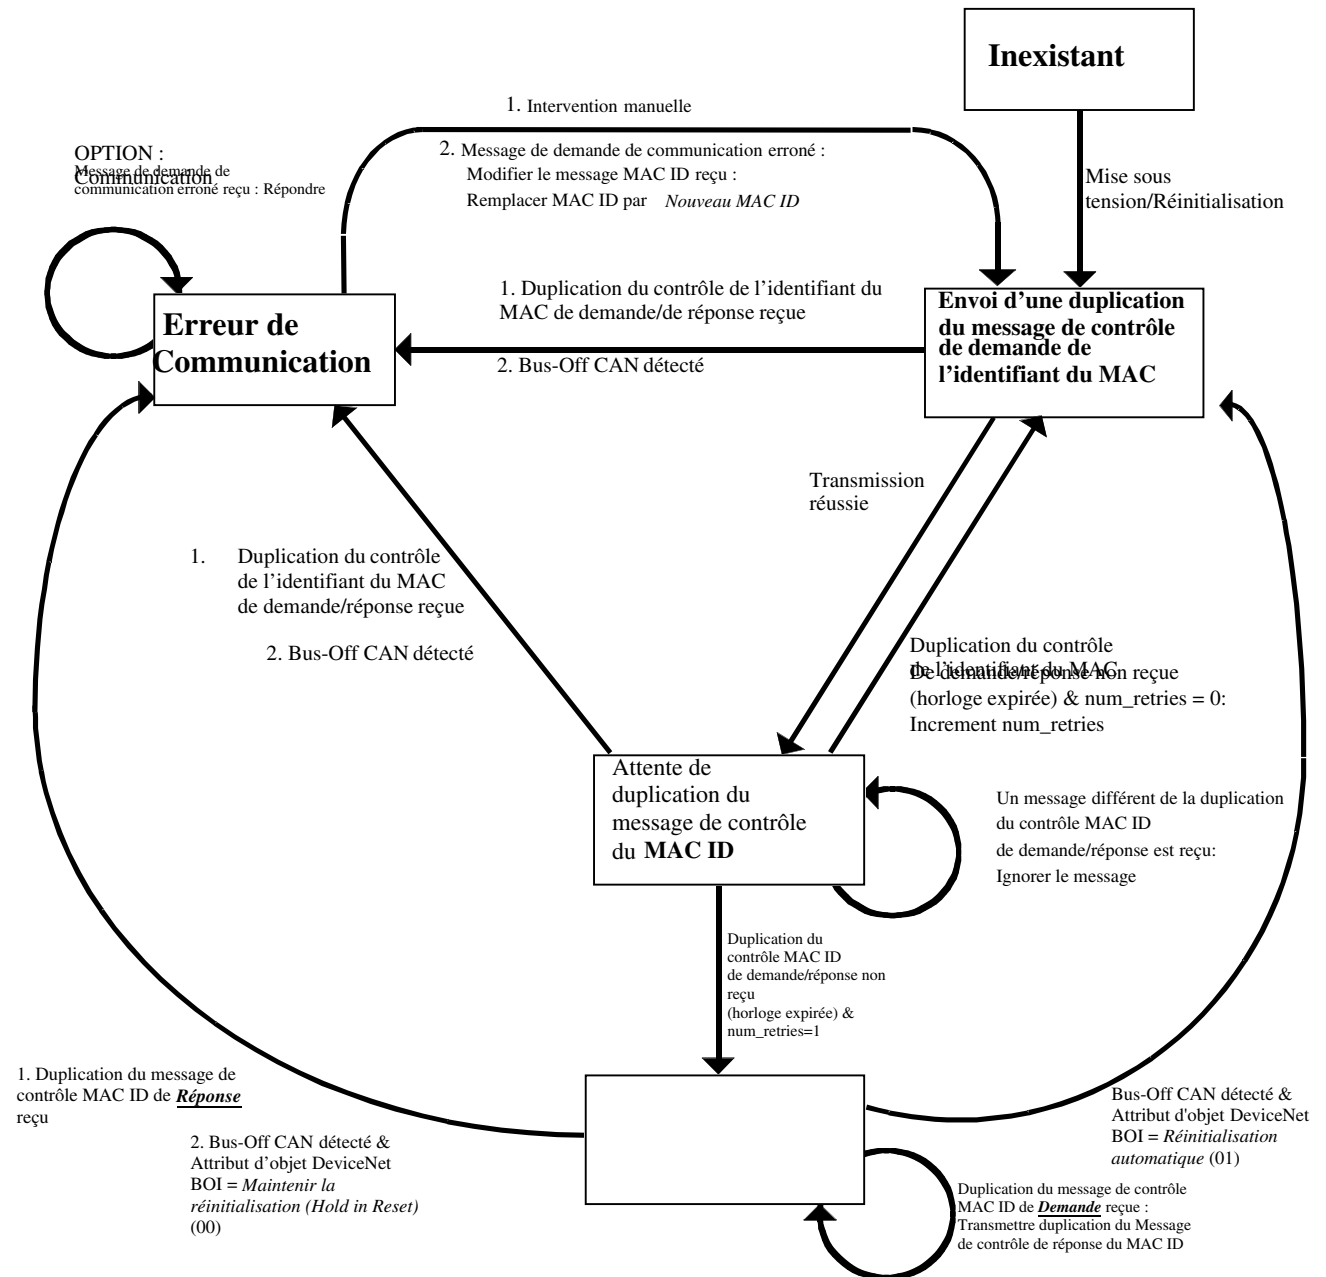 Inexistant
1. Intervention manuelle
2. Message de demande de communication erroné :
Modifier le message MAC ID reçu :
Remplacer MAC ID par Nouveau MAC ID
OPTION :
Communication
Message de demande de
communication erroné reçu : Répondre
Mise sous
tension/Réinitialisation
1. Duplication du contrôle de l’identifiant du
MAC de demande/de réponse reçue
2. Bus-Off CAN détecté
Erreur de
Communication
Envoi d’une duplication
du message de contrôle
de demande de
l’identifiant du MAC
Transmission
réussie
1. Duplication du contrôle
de l’identifiant du MAC
de demande/réponse reçue
2. Bus-Off CAN détecté
Duplication du contrôle
de l’identifiant du MAC
De demande/réponse non reçue
(horloge expirée) & num_retries = 0:
Increment num_retries
Attente de
duplication du
message de contrôle
du MAC ID
Un message différent de la duplication
du contrôle MAC ID
de demande/réponse est reçu:
Ignorer le message
Duplication du
contrôle MAC ID
de demande/réponse non
reçu
(horloge expirée) &
num_retries=1
1. Duplication du message de
contrôle MAC ID de Réponse
reçu
2. Bus-Off CAN détecté &
Attribut d’objet DeviceNet
BOI = Maintenir la
réinitialisation (Hold in Reset)
(00)
Bus-Off CAN détecté &
Attribut d'objet DeviceNet
BOI = Réinitialisation
automatique (01)
Duplication du message de contrôle
MAC ID de Demande reçue :
Transmettre duplication du Message
de contrôle de réponse du MAC ID